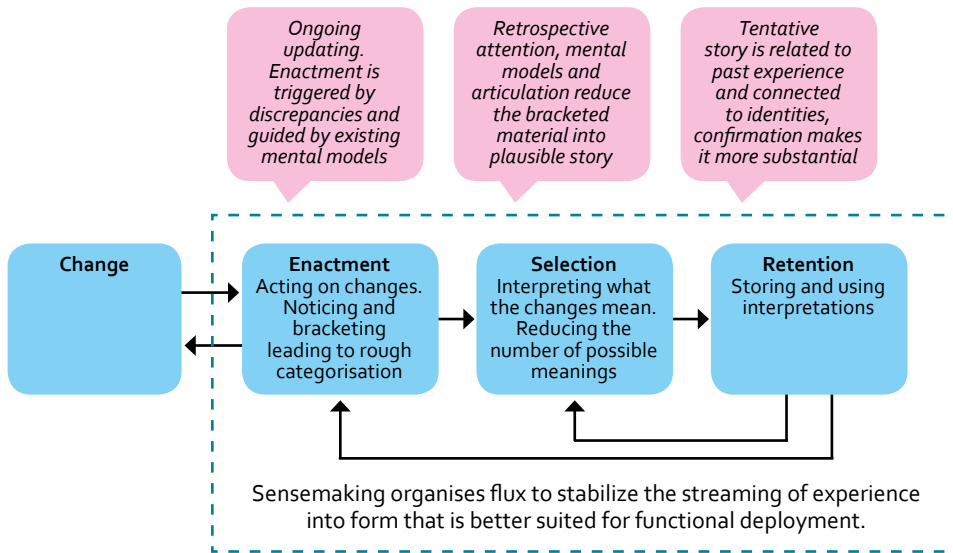 Ongoing
updating.
Enactment is
triggered by
discrepancies and
guided by existing
mental models
Retrospective
attention, mental
models and
articulation reduce
the bracketed
material into
plausible story
Tentative
story is related to
past experience
and connected
to identities,
confirmation makes
it more substantial
Change
Enactment
Acting on changes.
Noticing and
bracketing
leading to rough
categorisation
Selection
Interpreting what
the changes mean.
Reducing the
number of possible
meanings
Retention
Storing and using
interpretations
Sensemaking organises flux to stabilize the streaming of experience
into form that is better suited for functional deployment.